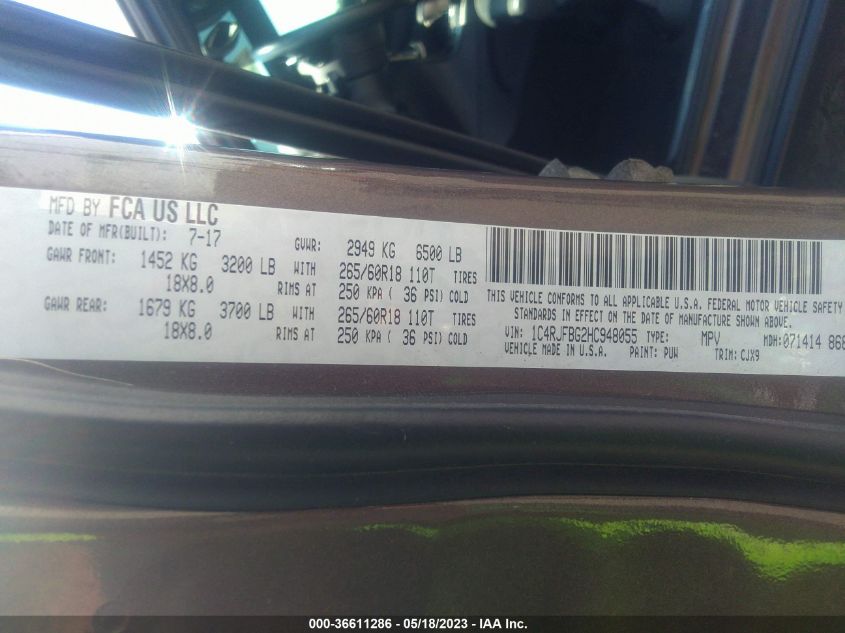 MFD BY FCA US LLC
DATE OF MFR(BUILT): 7-17 GVWR: 2949 KG 6500 LB
GAWR FRONT: 1452 KG 3200 LB WITH 265/60R18 110T TIRES
18X8.0 RIMS AT 250 KPA ( 36 PSI) COLD
GAWR REAR: 1679 KG 3700 LB WITH 265/60R18 110T TIRES
18X8.0 RIMS AT 250 KPA ( 36 PSI) COLD
THIS VEHICLE CONFORMS TO ALL APPLICABLE U.S.A. FEDERAL MOTOR VEHICLE SAFETY
STANDARDS IN EFFECT ON THE DATE OF MANUFACTURE SHOWN ABOVE.
VIN: 1C4RJFBG2HC948055 TYPE: MPV MDH:071414 868
VEHICLE MADE IN U.S.A. PAINT: PUW TRIM: CJX9
000-36611286 - 05/18/2023 - IAA Inc.